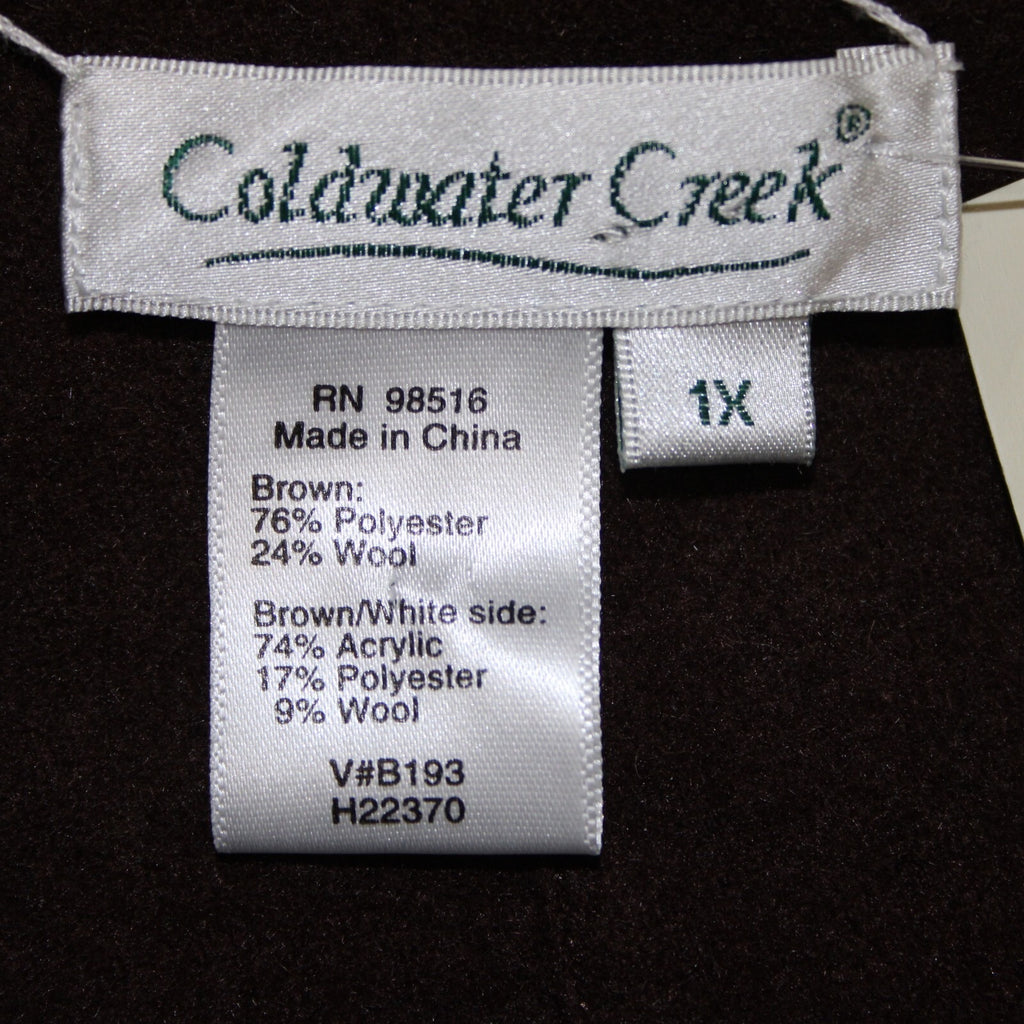 Coldwater Creek®
1X
RN 98516
Made in China
Brown:
76% Polyester
24% Wool
Brown/White side:
74% Acrylic
17% Polyester
9% Wool
V#B193
H22370